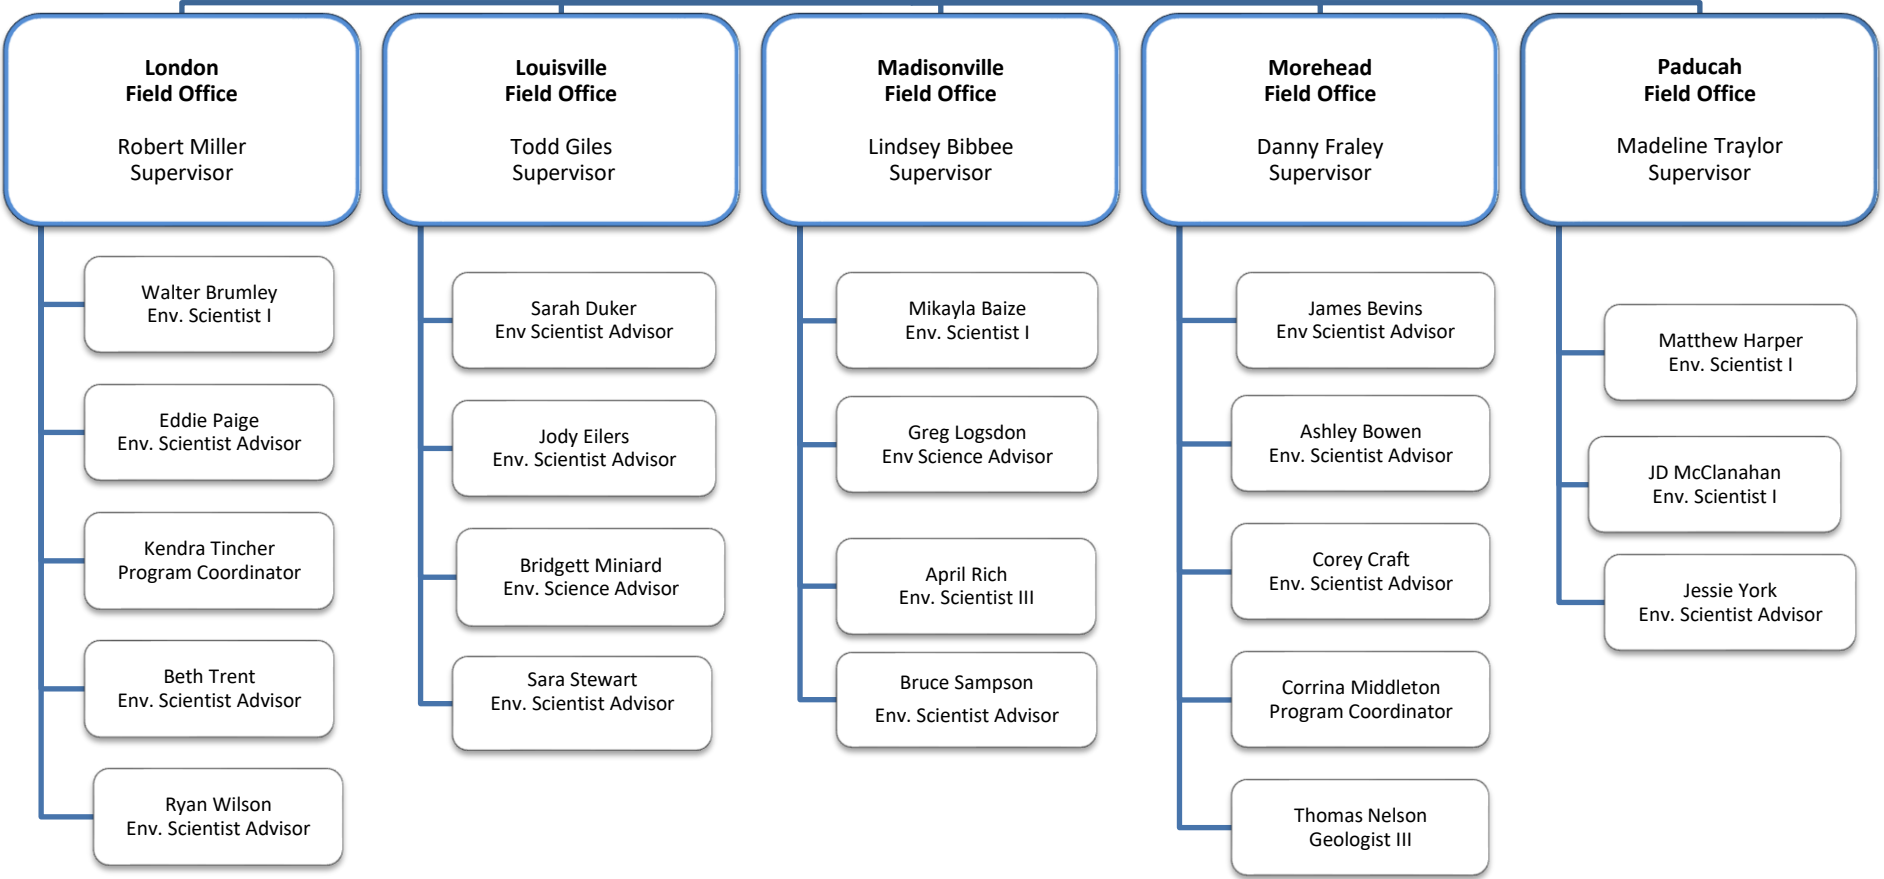 London
Field Office
Robert Miller
Supervisor
Walter Brumley
Env. Scientist I
Eddie Paige
Env. Scientist Advisor
Kendra Tincher
Program Coordinator
Beth Trent
Env. Scientist Advisor
Ryan Wilson
Env. Scientist Advisor
Louisville
Field Office
Todd Giles
Supervisor
Sarah Duker
Env Scientist Advisor
Jody Eilers
Env. Scientist Advisor
Bridgett Miniard
Env. Science Advisor
Sara Stewart
Env. Scientist Advisor
Madisonville
Field Office
Lindsey Bibbee
Supervisor
Mikayla Baize
Env. Scientist I
Greg Logsdon
Env Science Advisor
April Rich
Env. Scientist III
Bruce Sampson
Env. Scientist Advisor
Morehead
Field Office
Danny Fraley
Supervisor
James Bevins
Env Scientist Advisor
Ashley Bowen
Env. Scientist Advisor
Corey Craft
Env. Scientist Advisor
Corrina Middleton
Program Coordinator
Thomas Nelson
Geologist III
Paducah
Field Office
Madeline Traylor
Supervisor
Matthew Harper
Env. Scientist I
JD McClanahan
Env. Scientist I
Jessie York
Env. Scientist Advisor